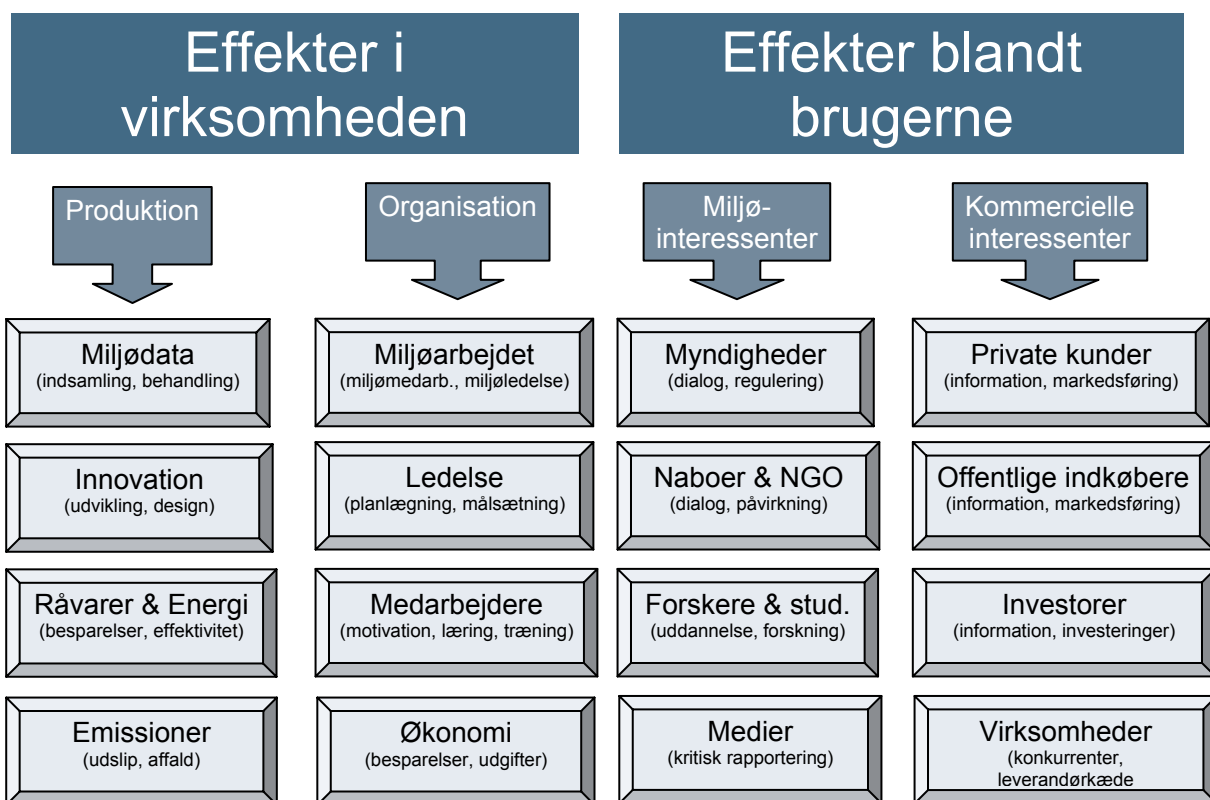 Effekter i
virksomheden
Effekter blandt
brugerne
Produktion
Organisation
Miljø-
interessenter
Kommercielle
interessenter
Miljødata
(indsamling, behandling)
Miljøarbejdet
(miljømedarb., miljøledelse)
Myndigheder
(dialog, regulering)
Private kunder
(information, markedsføring)
Innovation
(udvikling, design)
Ledelse
(planlægning, målsætning)
Naboer & NGO
(dialog, påvirkning)
Offentlige indkøbere
(information, markedsføring)
Råvarer & Energi
(besparelser, effektivitet)
Medarbejdere
(motivation, læring, træning)
Forskere & stud.
(uddannelse, forskning)
Investorer
(information, investeringer)
Emissioner
(udslip, affald)
Økonomi
(besparelser, udgifter)
Medier
(kritisk rapportering)
Virksomheder
(konkurrenter,
leverandørkæde